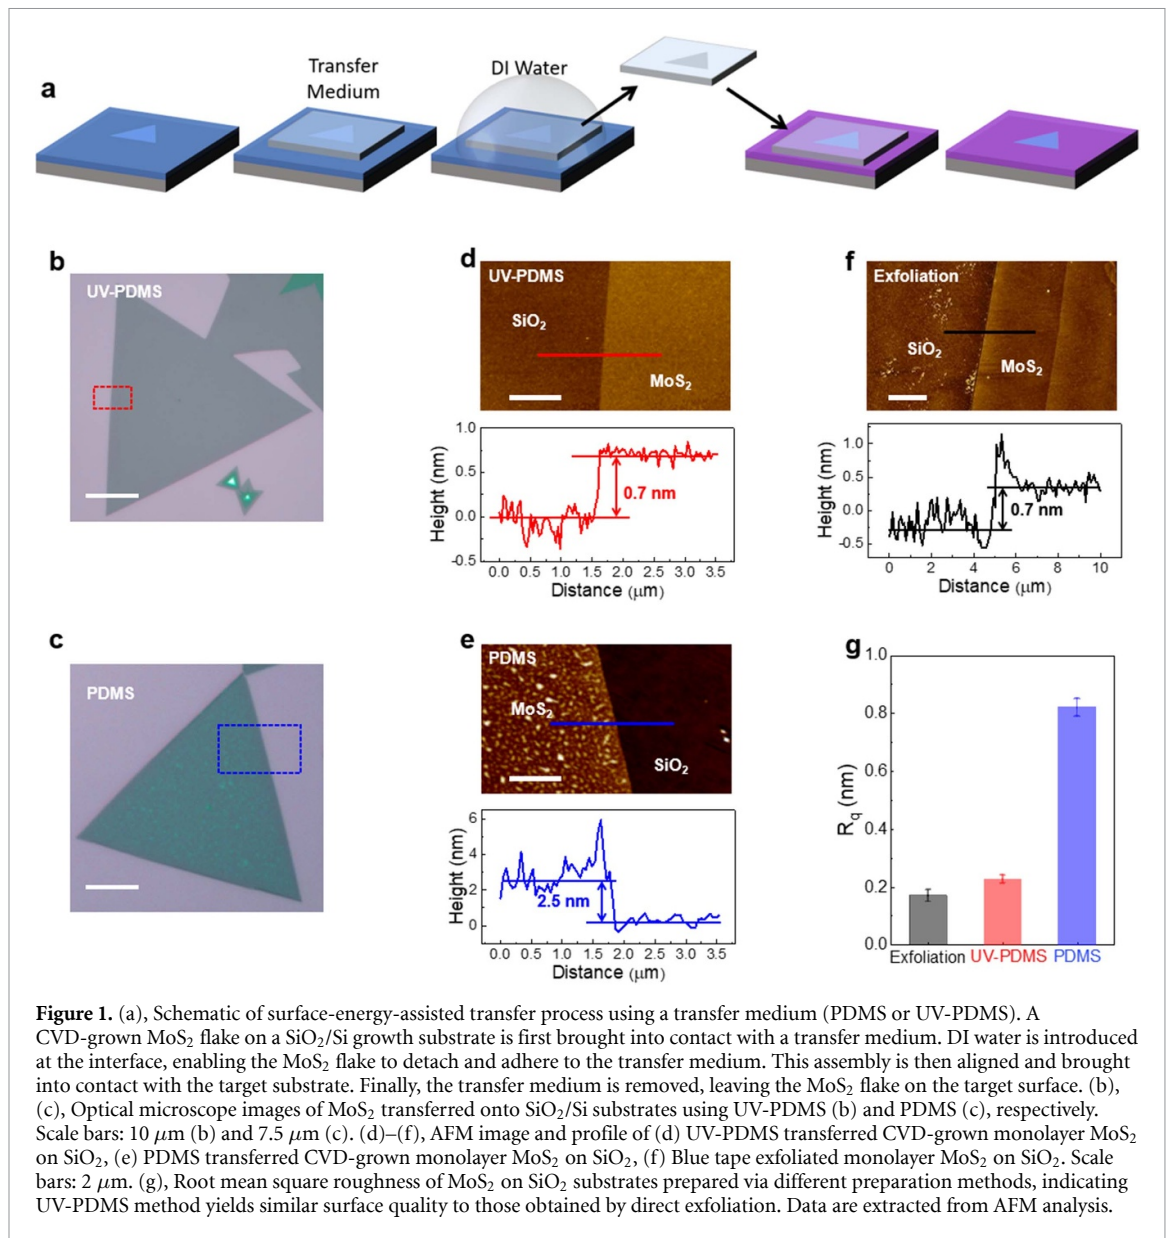 a
Transfer
Medium
DI Water
b
UV-PDMS
c
PDMS
d
UV-PDMS
SiO₂
MoS₂
1.0
0.5
0.0
-0.5
Height (nm)
0.7 nm
0.0 0.5 1.0 1.5 2.0 2.5 3.0 3.5
Distance (μm)
e
PDMS
MoS₂
SiO₂
6
4
2
0
Height (nm)
2.5 nm
0.0 0.5 1.0 1.5 2.0 2.5 3.0 3.5
Distance (μm)
f
Exfoliation
SiO₂
MoS₂
1.0
0.5
0.0
-0.5
Height (nm)
0.7 nm
0 2 4 6 8 10
Distance (μm)
g
1.0
0.8
0.6
0.4
0.2
0.0
R_q (nm)
Exfoliation UV-PDMS PDMS
Figure 1. (a), Schematic of surface-energy-assisted transfer process using a transfer medium (PDMS or UV-PDMS). A
CVD-grown MoS₂ flake on a SiO₂/Si growth substrate is first brought into contact with a transfer medium. DI water is introduced
at the interface, enabling the MoS₂ flake to detach and adhere to the transfer medium. This assembly is then aligned and brought
into contact with the target substrate. Finally, the transfer medium is removed, leaving the MoS₂ flake on the target surface. (b),
(c), Optical microscope images of MoS₂ transferred onto SiO₂/Si substrates using UV-PDMS (b) and PDMS (c), respectively.
Scale bars: 10 μm (b) and 7.5 μm (c). (d)–(f), AFM image and profile of (d) UV-PDMS transferred CVD-grown monolayer MoS₂
on SiO₂, (e) PDMS transferred CVD-grown monolayer MoS₂ on SiO₂, (f) Blue tape exfoliated monolayer MoS₂ on SiO₂. Scale
bars: 2 μm. (g), Root mean square roughness of MoS₂ on SiO₂ substrates prepared via different preparation methods, indicating
UV-PDMS method yields similar surface quality to those obtained by direct exfoliation. Data are extracted from AFM analysis.